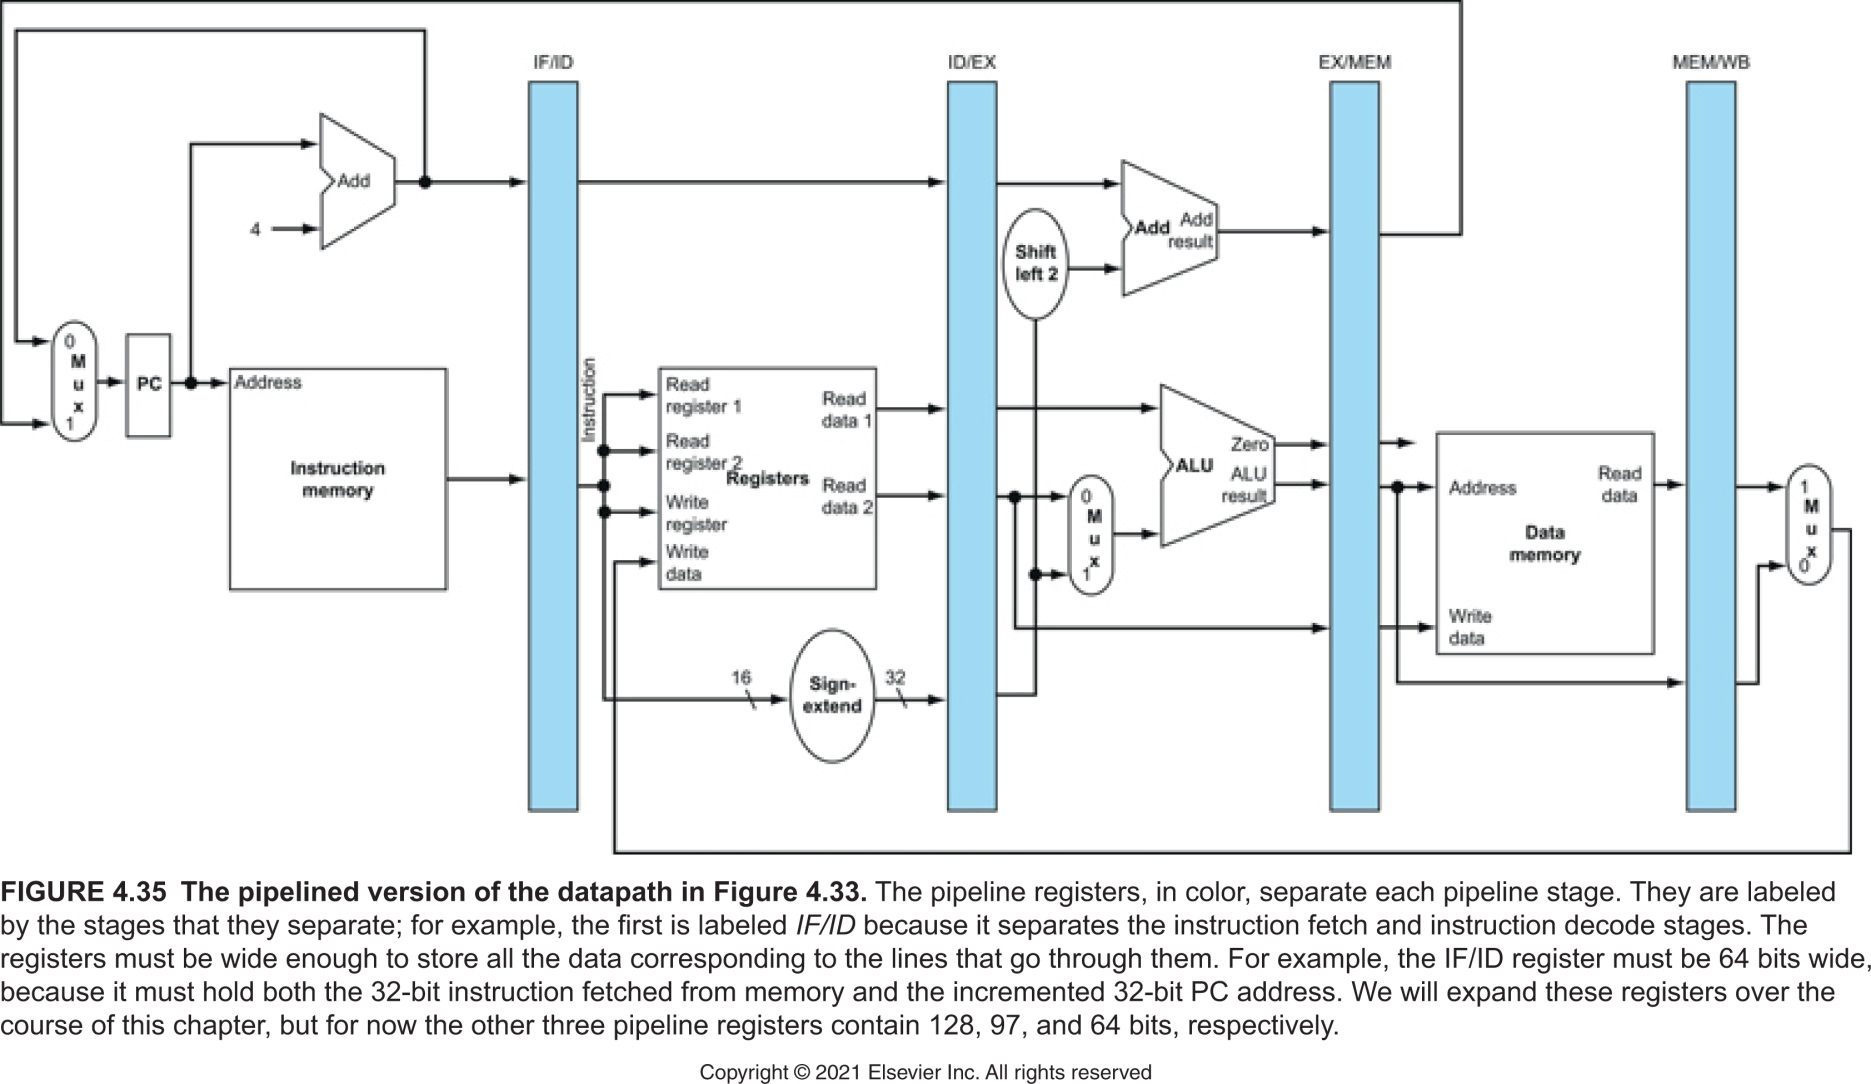 IF/ID
ID/EX
EX/MEM
MEM/WB
Add
4
Add Add
result
Shift
left 2
0
M
u
x
1
PC
Address
Instruction
memory
Instruction
Read
register 1
Read
register 2
Write
register
Write
data
Registers
Read
data 1
Read
data 2
16
Sign-
extend
32
0
M
u
x
1
ALU
Zero
ALU
result
Address
Read
data
Data
memory
Write
data
1
M
u
x
0
FIGURE 4.35 The pipelined version of the datapath in Figure 4.33. The pipeline registers, in color, separate each pipeline stage. They are labeled
by the stages that they separate; for example, the first is labeled IF/ID because it separates the instruction fetch and instruction decode stages. The
registers must be wide enough to store all the data corresponding to the lines that go through them. For example, the IF/ID register must be 64 bits wide,
because it must hold both the 32-bit instruction fetched from memory and the incremented 32-bit PC address. We will expand these registers over the
course of this chapter, but for now the other three pipeline registers contain 128, 97, and 64 bits, respectively.
Copyright © 2021 Elsevier Inc. All rights reserved